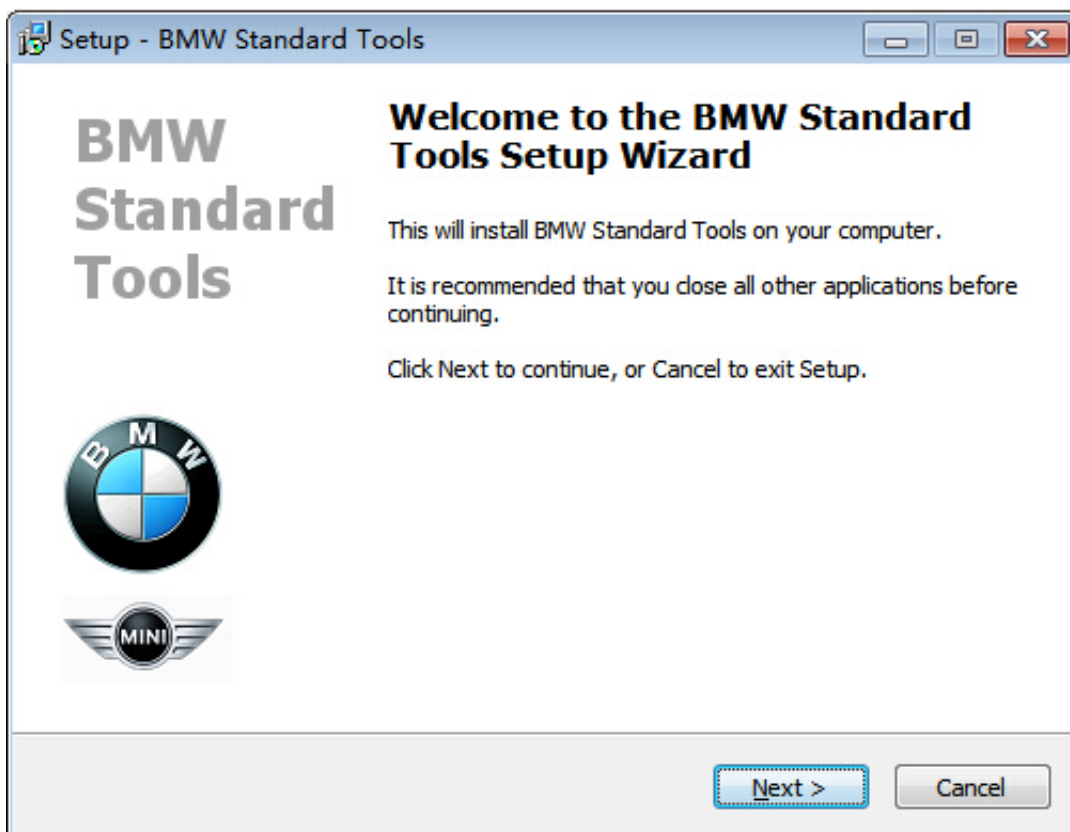 Setup - BMW Standard Tools
BMW
Standard
Tools
Welcome to the BMW Standard
Tools Setup Wizard
This will install BMW Standard Tools on your computer.
It is recommended that you close all other applications before
continuing.
Click Next to continue, or Cancel to exit Setup.
BMW
MINI
Next >
Cancel